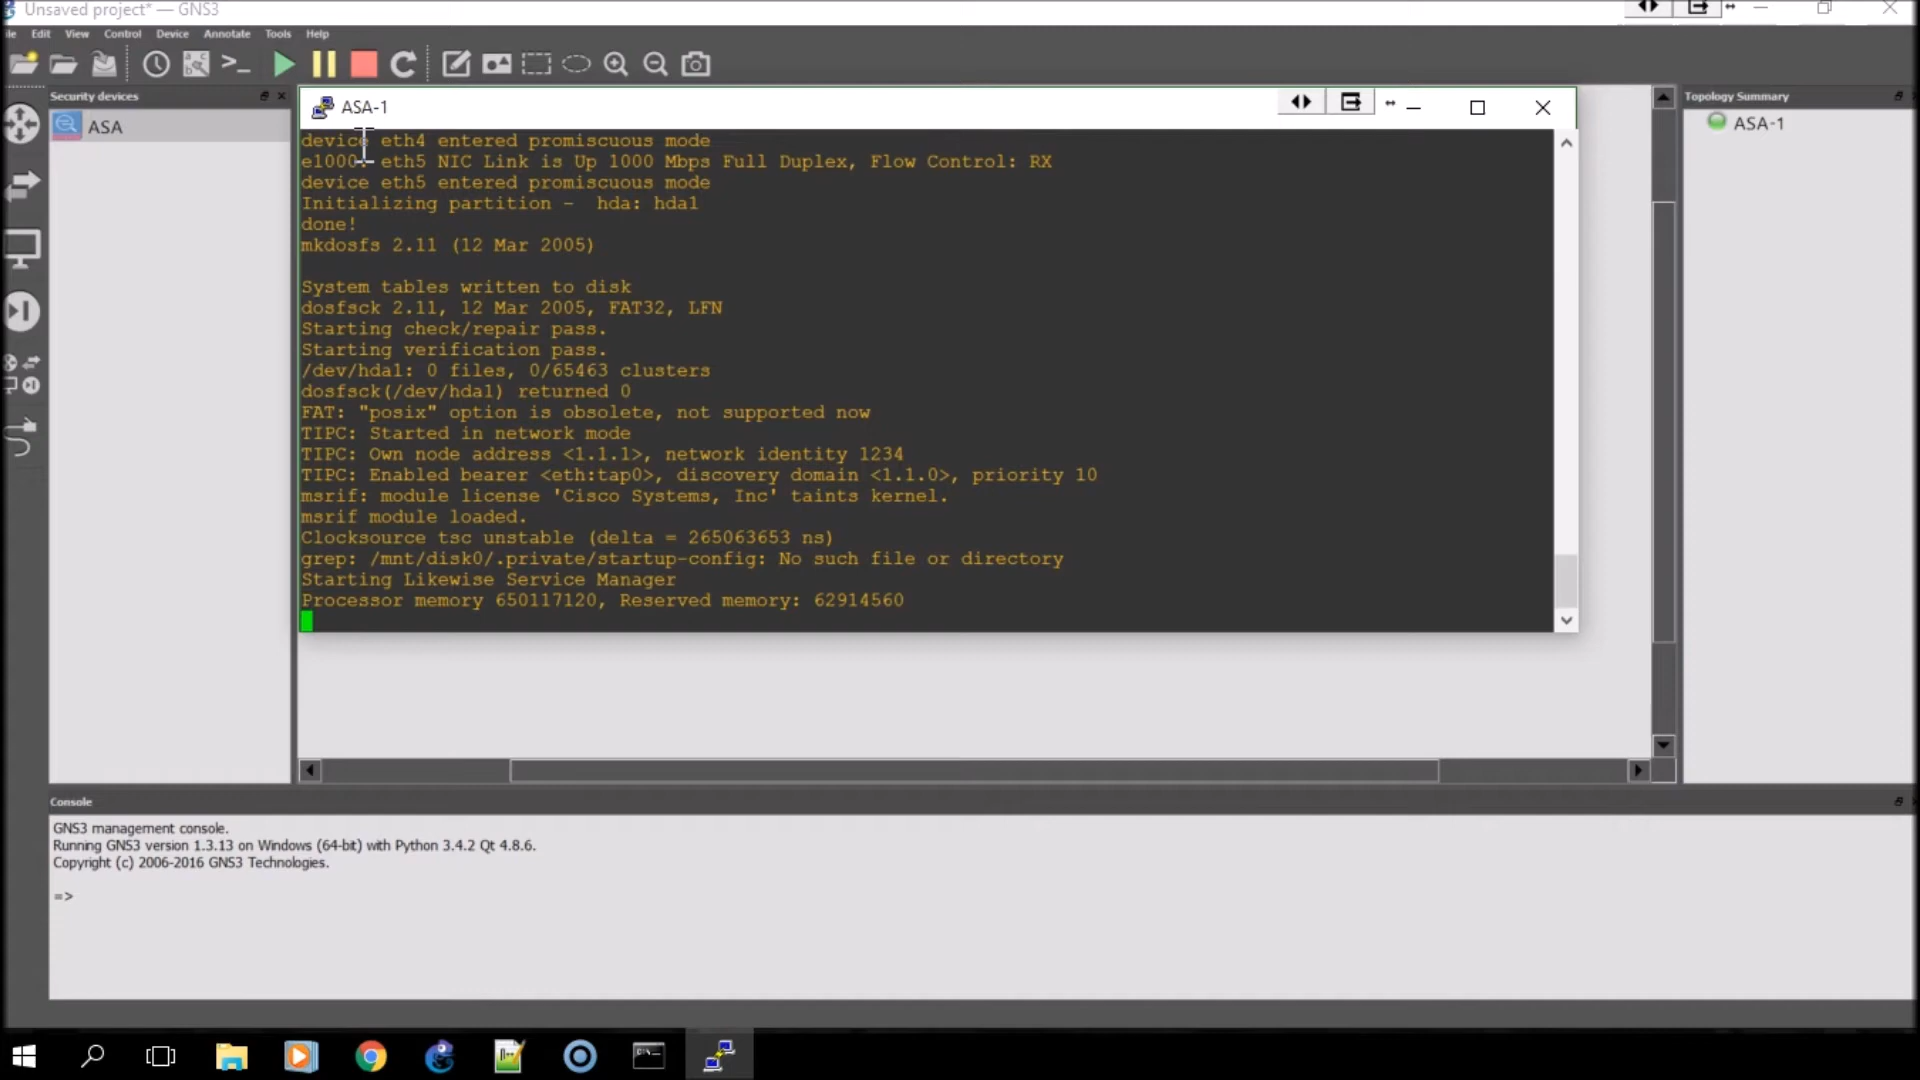 Unsaved project* — GNS3
ile Edit View Control Device Annotate Tools Help
Security devices
ASA
ASA-1
device eth4 entered promiscuous mode
e1000: eth5 NIC Link is Up 1000 Mbps Full Duplex, Flow Control: RX
device eth5 entered promiscuous mode
Initializing partition -  hda: hda1
done!
mkdosfs 2.11 (12 Mar 2005)
System tables written to disk
dosfsck 2.11, 12 Mar 2005, FAT32, LFN
Starting check/repair pass.
Starting verification pass.
/dev/hda1: 0 files, 0/65463 clusters
dosfsck(/dev/hda1) returned 0
FAT: "posix" option is obsolete, not supported now
TIPC: Started in network mode
TIPC: Own node address <1.1.1>, network identity 1234
TIPC: Enabled bearer <eth:tap0>, discovery domain <1.1.0>, priority 10
msrif: module license 'Cisco Systems, Inc' taints kernel.
msrif module loaded.
Clocksource tsc unstable (delta = 265063653 ns)
grep: /mnt/disk0/.private/startup-config: No such file or directory
Starting Likewise Service Manager
Processor memory 650117120, Reserved memory: 62914560
Topology Summary
ASA-1
Console
GNS3 management console.
Running GNS3 version 1.3.13 on Windows (64-bit) with Python 3.4.2 Qt 4.8.6.
Copyright (c) 2006-2016 GNS3 Technologies.
=>